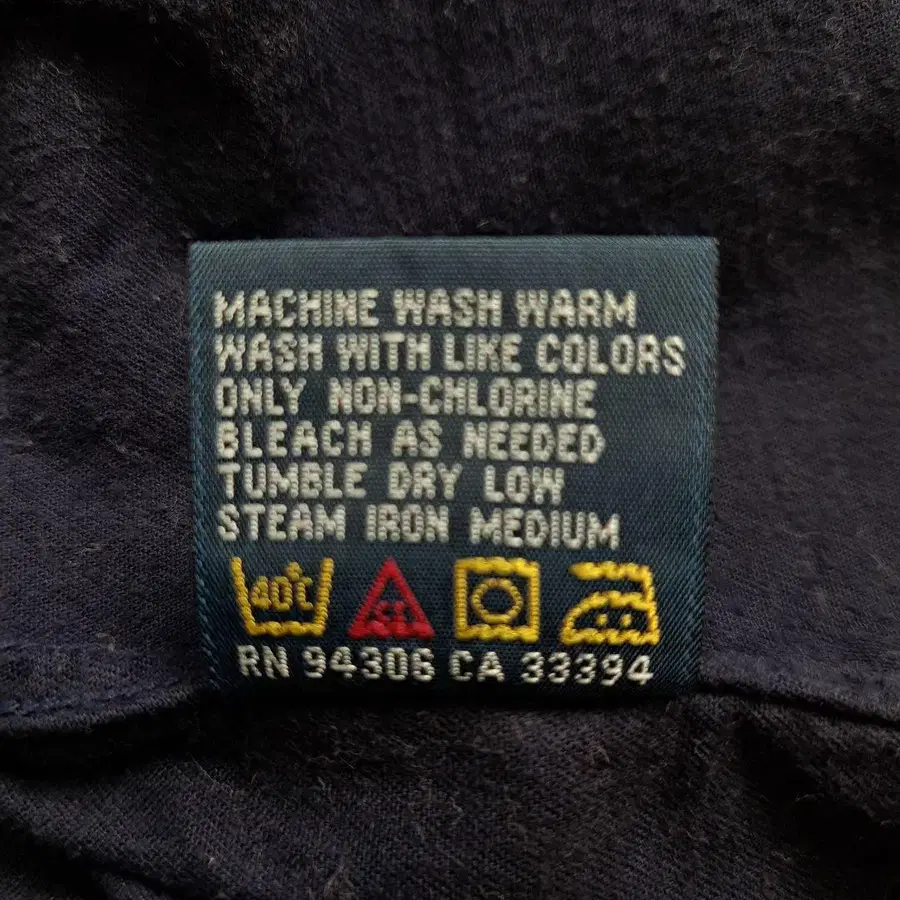 MACHINE WASH WARM
WASH WITH LIKE COLORS
ONLY NON-CHLORINE
BLEACH AS NEEDED
TUMBLE DRY LOW
STEAM IRON MEDIUM
40°C CL
RN 94306 CA 33394